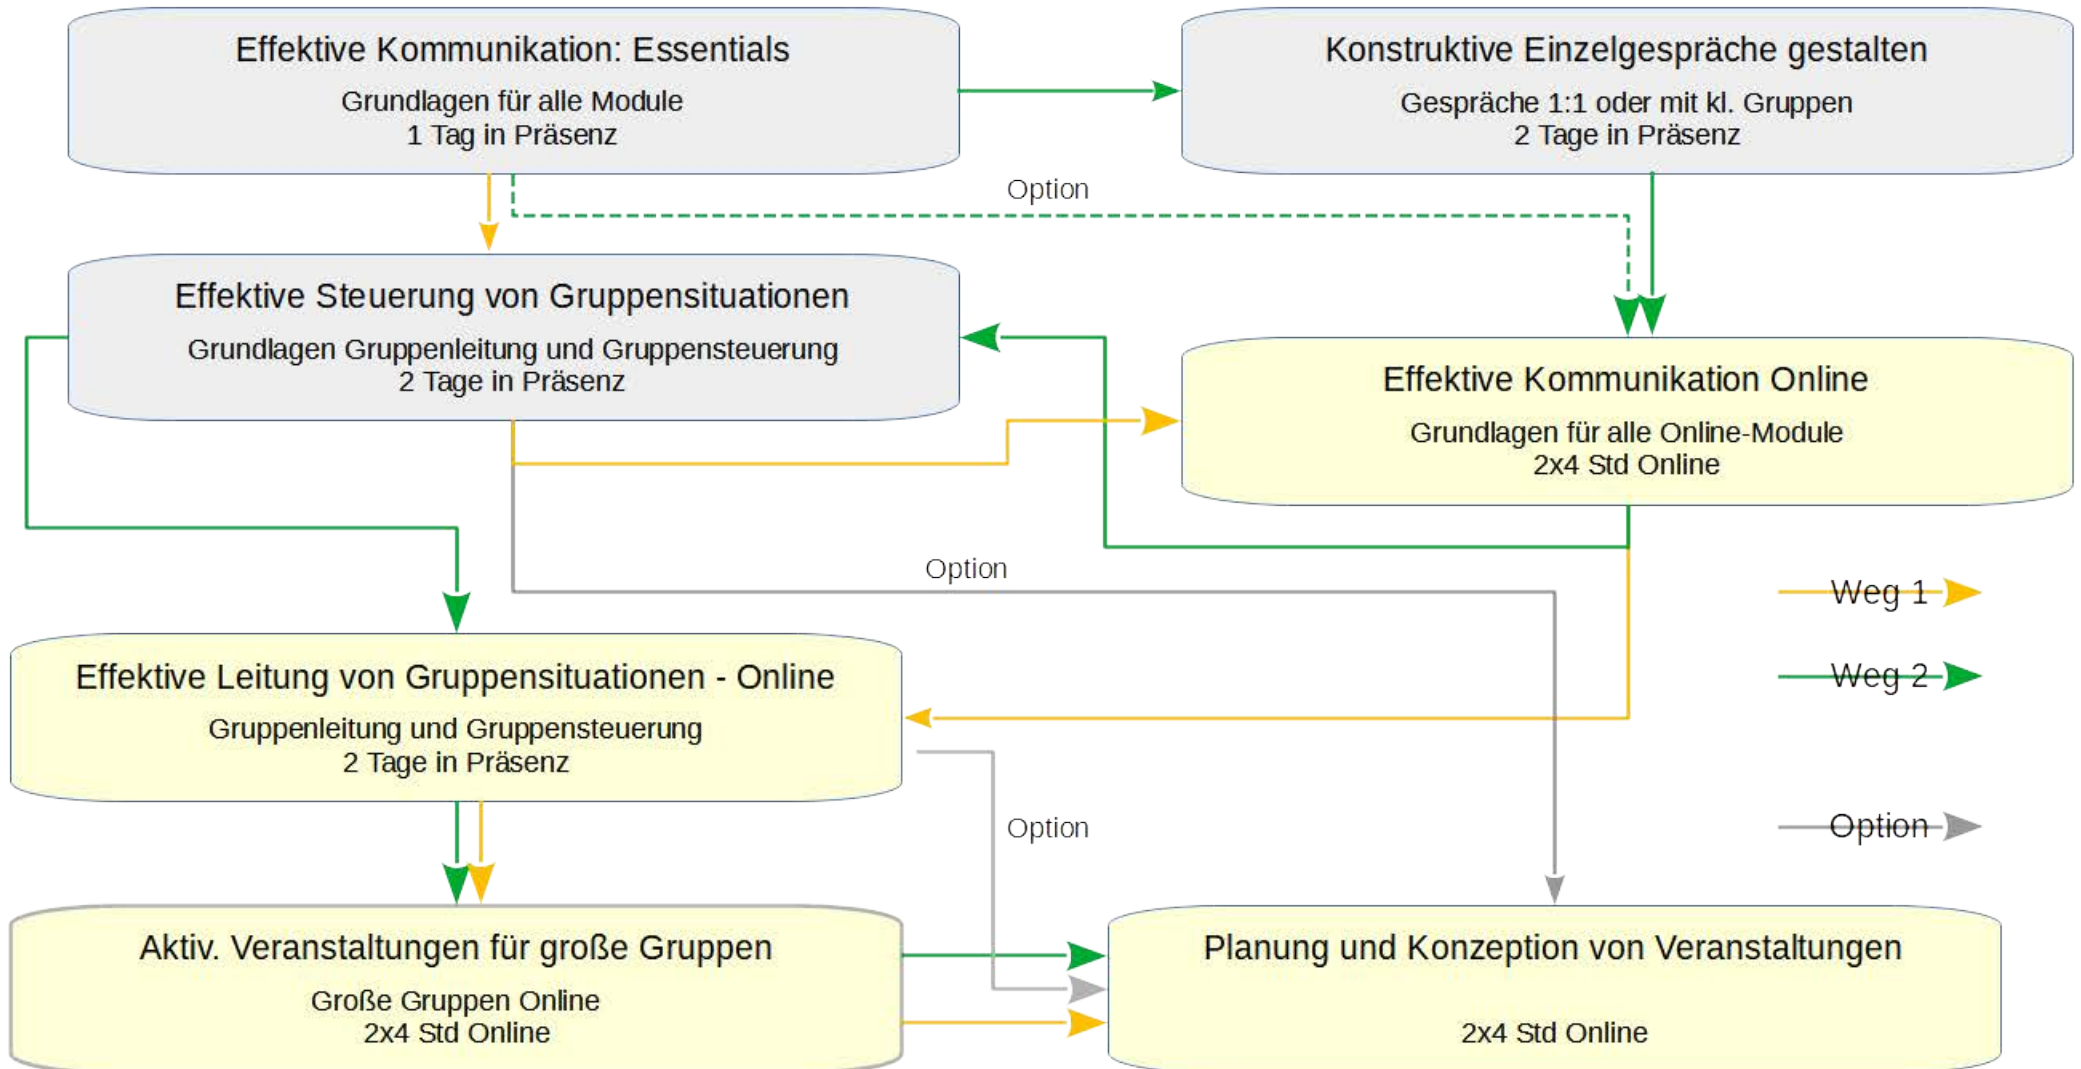 Effektive Kommunikation: Essentials
Grundlagen für alle Module
1 Tag in Präsenz
Konstruktive Einzelgespräche gestalten
Gespräche 1:1 oder mit kl. Gruppen
2 Tage in Präsenz
Option
Effektive Steuerung von Gruppensituationen
Grundlagen Gruppenleitung und Gruppensteuerung
2 Tage in Präsenz
Effektive Kommunikation Online
Grundlagen für alle Online-Module
2x4 Std Online
Option
Weg 1
Weg 2
Option
Effektive Leitung von Gruppensituationen - Online
Gruppenleitung und Gruppensteuerung
2 Tage in Präsenz
Option
Aktiv. Veranstaltungen für große Gruppen
Große Gruppen Online
2x4 Std Online
Planung und Konzeption von Veranstaltungen
2x4 Std Online